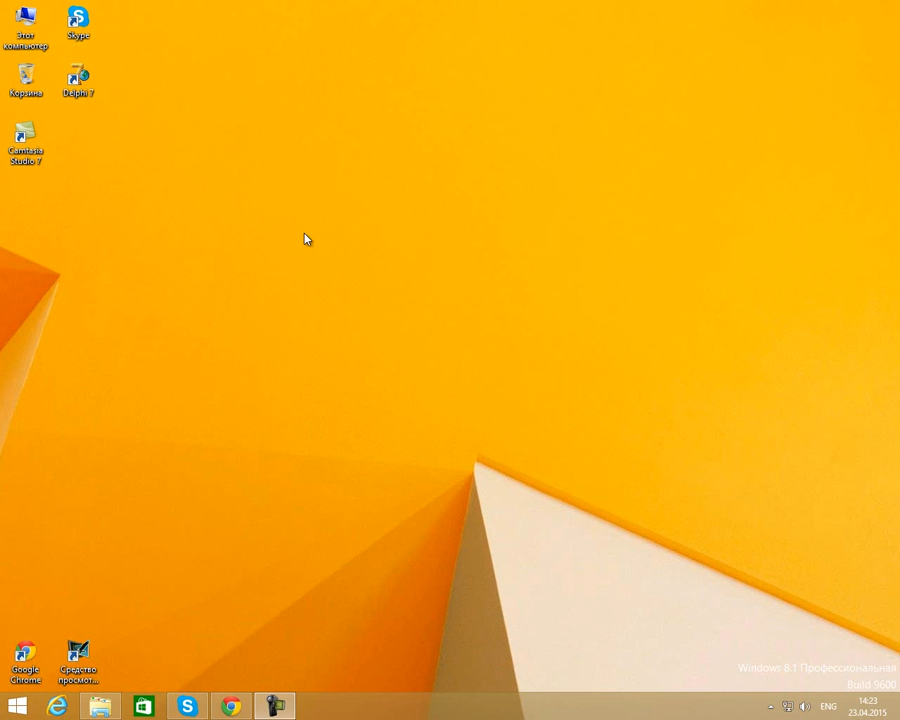 Этот
компьютер
Skype
Корзина
Delphi 7
Camtasia
Studio 7
Google
Chrome
Средство
просмот...
Windows 8.1 Профессиональная
Build 9600
ENG
14:23
23.04.2015